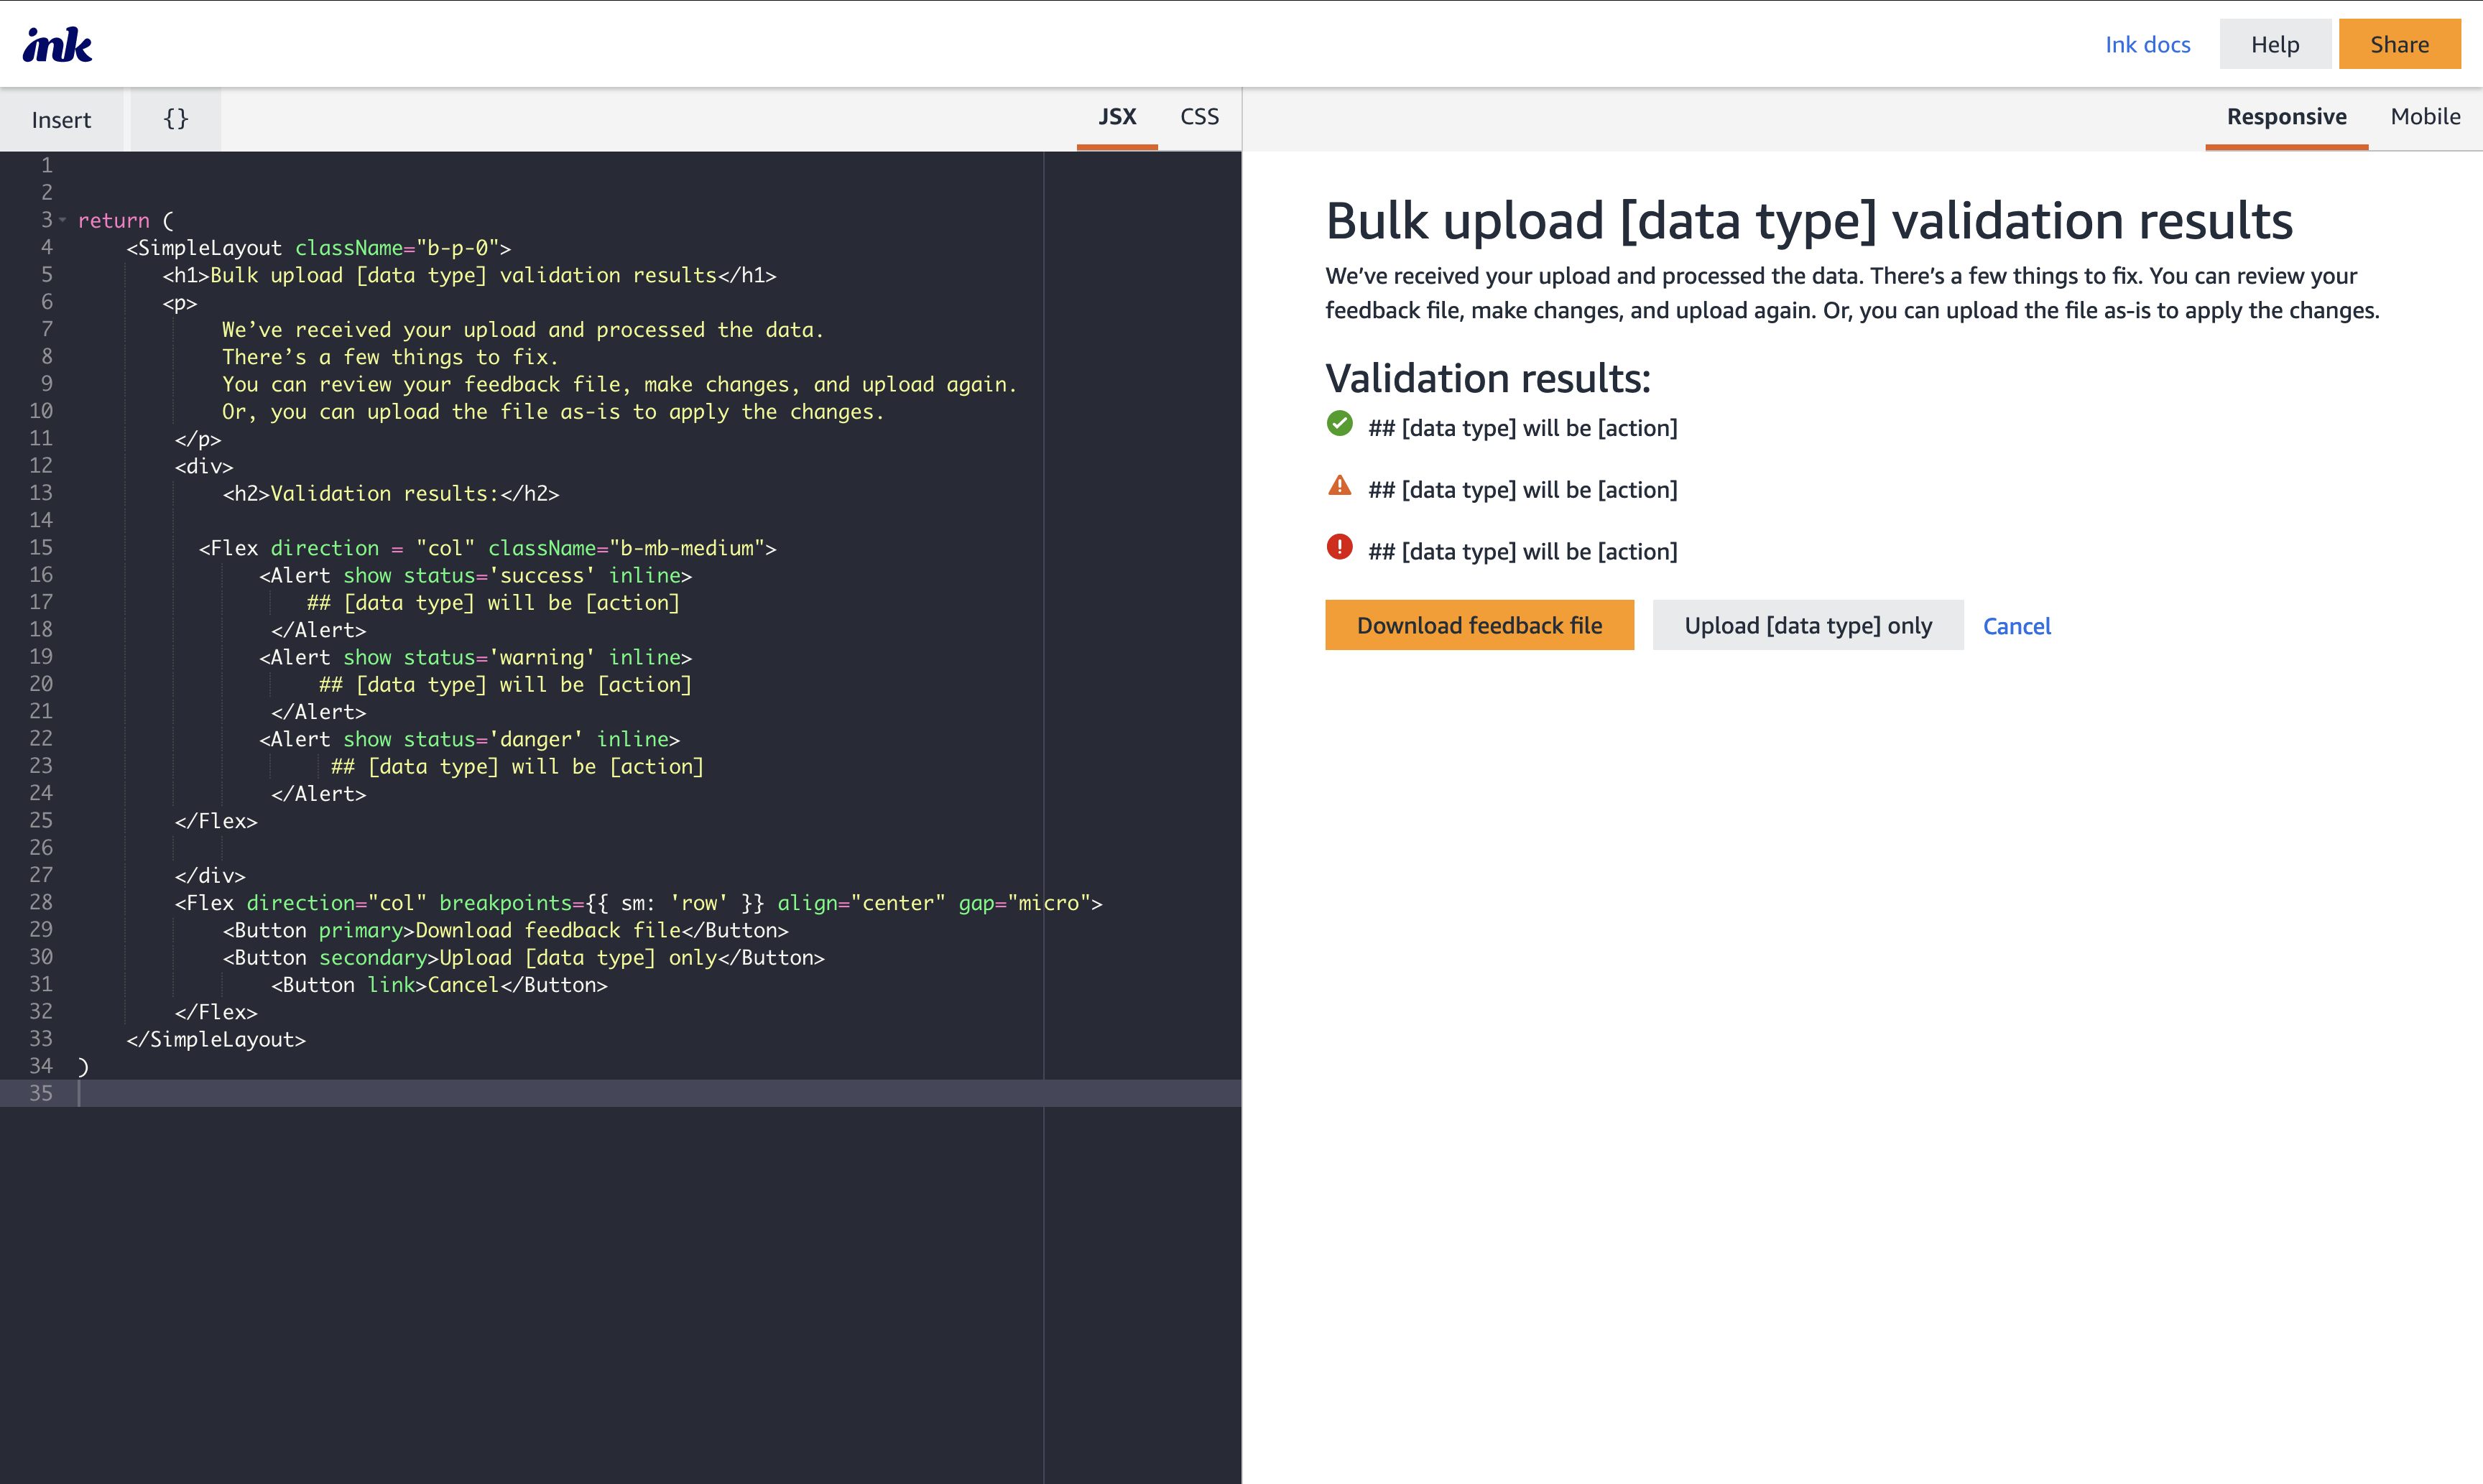 ink
Ink docs
Help
Share
Insert
{}
JSX
CSS
Responsive
Mobile
1
2
3 return (
4 <SimpleLayout className="b-p-0">
5 <h1>Bulk upload [data type] validation results</h1>
6 <p>
7 We’ve received your upload and processed the data.
8 There’s a few things to fix.
9 You can review your feedback file, make changes, and upload again.
10 Or, you can upload the file as-is to apply the changes.
11 </p>
12 <div>
13 <h2>Validation results:</h2>
14
15 <Flex direction = "col" className="b-mb-medium">
16 <Alert show status='success' inline>
17 ## [data type] will be [action]
18 </Alert>
19 <Alert show status='warning' inline>
20 ## [data type] will be [action]
21 </Alert>
22 <Alert show status='danger' inline>
23 ## [data type] will be [action]
24 </Alert>
25 </Flex>
26
27 </div>
28 <Flex direction="col" breakpoints={{ sm: 'row' }} align="center" gap="micro">
29 <Button primary>Download feedback file</Button>
30 <Button secondary>Upload [data type] only</Button>
31 <Button link>Cancel</Button>
32 </Flex>
33 </SimpleLayout>
34 )
35
Bulk upload [data type] validation results
We’ve received your upload and processed the data. There’s a few things to fix. You can review your
feedback file, make changes, and upload again. Or, you can upload the file as-is to apply the changes.
Validation results:
## [data type] will be [action]
## [data type] will be [action]
## [data type] will be [action]
Download feedback file
Upload [data type] only
Cancel